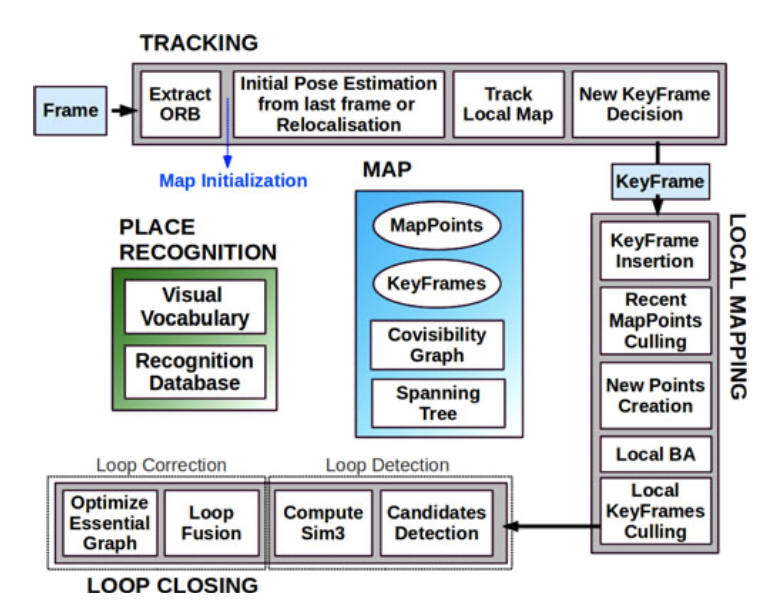 TRACKING
Frame
Extract
ORB
Initial Pose Estimation
from last frame or
Relocalisation
Track
Local Map
New KeyFrame
Decision
Map Initialization
MAP
KeyFrame
PLACE
RECOGNITION
MapPoints
KeyFrames
Covisibility
Graph
Spanning
Tree
Visual
Vocabulary
Recognition
Database
LOCAL MAPPING
KeyFrame
Insertion
Recent
MapPoints
Culling
New Points
Creation
Local BA
Local
KeyFrames
Culling
Loop Correction
Loop Detection
Optimize
Essential
Graph
Loop
Fusion
Compute
Sim3
Candidates
Detection
LOOP CLOSING